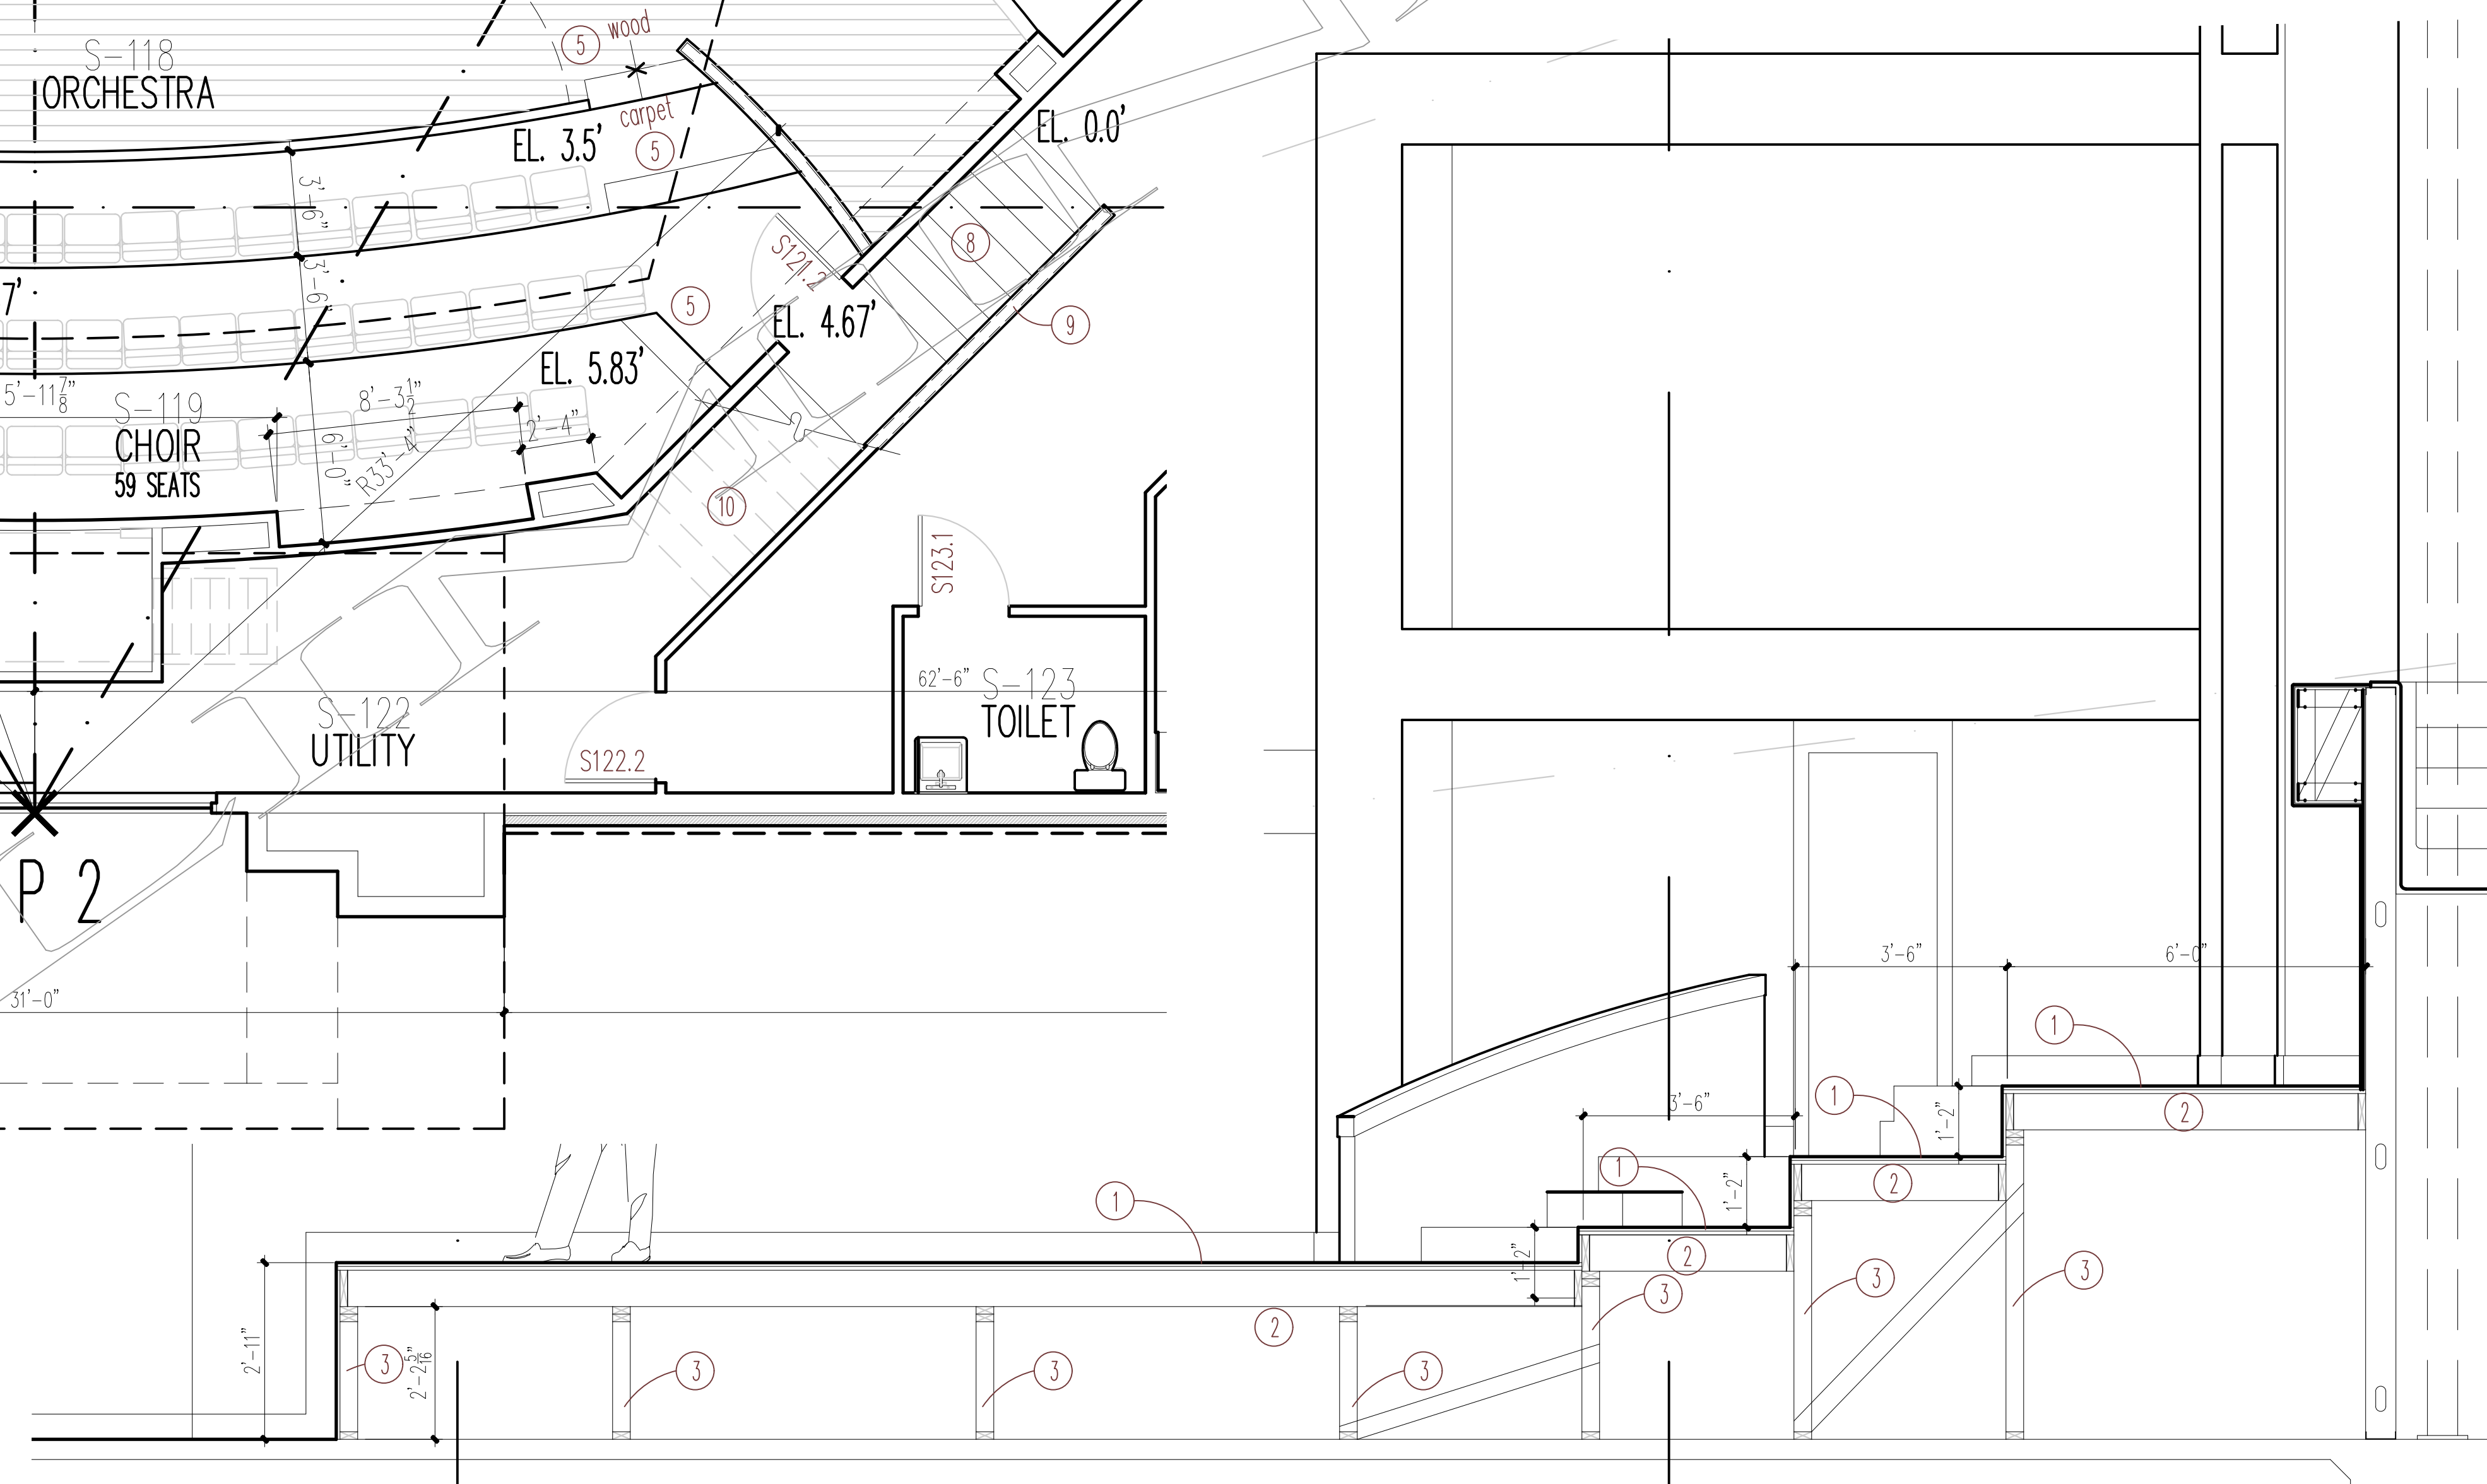 S-118
ORCHESTRA
5
wood
carpet
5
EL. 3.5'
EL. 0.0'
3'-6"
8
S121.2
3'-6"
7'
5
EL. 4.67'
9
EL. 5.83'
5'-11 7/8"
S-119
CHOIR
59 SEATS
8'-3 1/2"
2'-4"
6'-0"
R33'-4"
10
S123.1
62'-6"
S-123
TOILET
S-122
UTILITY
S122.2
P 2
31'-0"
3'-6"
6'-0"
1
1
3'-6"
1'-2"
2
1
1'-2"
2
1
1'-2"
2
3
3
3
2'-11"
3
2'-2 5/16"
3
3
2
3